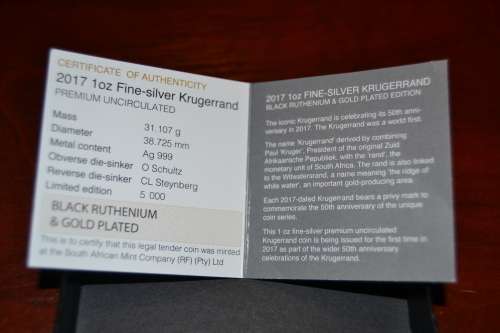 CERTIFICATE OF AUTHENTICITY
2017 1oz Fine-silver Krugerrand
PREMIUM UNCIRCULATED
Mass 31.107 g
Diameter 38.725 mm
Metal content Ag 999
Obverse die-sinker O Schultz
Reverse die-sinker CL Steynberg
Limited edition 5 000
BLACK RUTHENIUM
& GOLD PLATED
This is to certify that this legal tender coin was minted
at the South African Mint Company (RF) (Pty) Ltd
2017 1oz FINE-SILVER KRUGERRAND
BLACK RUTHENIUM & GOLD PLATED EDITION
The iconic Krugerrand is celebrating its 50th anni-
versary in 2017. The Krugerrand was a world first.
The name 'Krugerrand' derived by combining
Paul 'Kruger', President of the original Zuid
Afrikaansche Republiek, with the 'rand', the
monetary unit of South Africa. The rand is also linked
to the Witwatersrand, a name meaning 'the ridge of
while water', an important gold-producing area.
Each 2017-dated Krugerrand bears a privy mark to
commemorate the 50th anniversary of the unique
coin series.
This 1 oz fine-silver premium uncirculated
Krugerrand coin is being issued for the first time in
2017 as part of the wider 50th anniversary
celebrations of the Krugerrand.